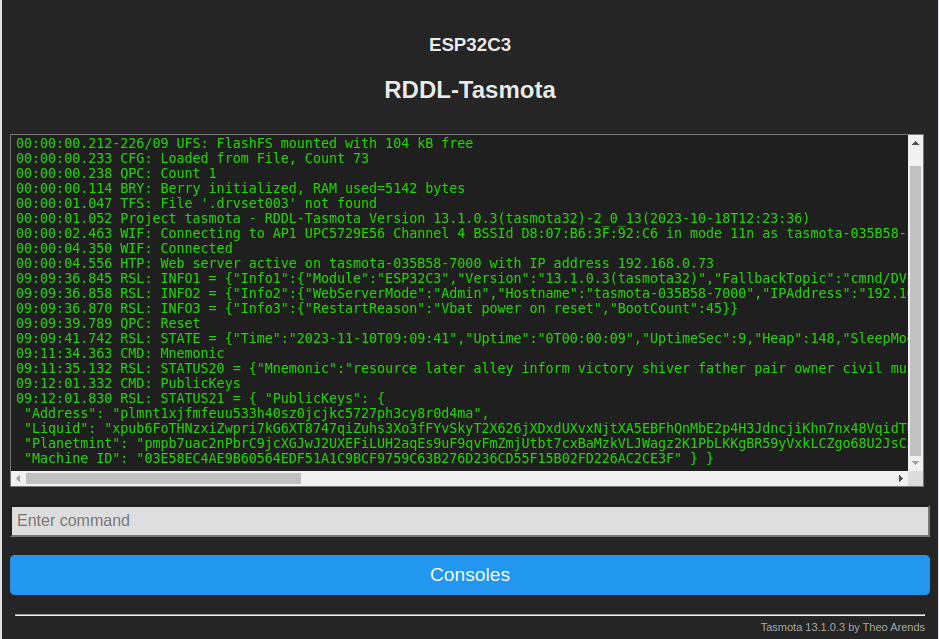 ESP32C3
RDDL-Tasmota
00:00:00.212-226/09 UFS: FlashFS mounted with 104 kB free
00:00:00.233 CFG: Loaded from File, Count 73
00:00:00.238 QPC: Count 1
00:00:00.114 BRY: Berry initialized, RAM used=5142 bytes
00:00:01.047 TFS: File '.drvset003' not found
00:00:01.052 Project tasmota - RDDL-Tasmota Version 13.1.0.3(tasmota32)-2_0_13(2023-10-18T12:23:36)
00:00:02.463 WIF: Connecting to AP1 UPC5729E56 Channel 4 BSSId D8:07:B6:3F:92:C6 in mode 11n as tasmota-035B58-
00:00:04.350 WIF: Connected
00:00:04.556 HTP: Web server active on tasmota-035B58-7000 with IP address 192.168.0.73
09:09:36.845 RSL: INFO1 = {"Info1":{"Module":"ESP32C3","Version":"13.1.0.3(tasmota32)","FallbackTopic":"cmnd/DV
09:09:36.858 RSL: INFO2 = {"Info2":{"WebServerMode":"Admin","Hostname":"tasmota-035B58-7000","IPAddress":"192.1
09:09:36.870 RSL: INFO3 = {"Info3":{"RestartReason":"Vbat power on reset","BootCount":45}}
09:09:39.789 QPC: Reset
09:09:41.742 RSL: STATE = {"Time":"2023-11-10T09:09:41","Uptime":"0T00:00:09","UptimeSec":9,"Heap":148,"SleepMo
09:11:34.363 CMD: Mnemonic
09:11:35.132 RSL: STATUS20 = {"Mnemonic":"resource later alley inform victory shiver father pair owner civil mu
09:12:01.332 CMD: PublicKeys
09:12:01.830 RSL: STATUS21 = { "PublicKeys": {
"Address": "plmnt1xjfmfeuu533h40sz0jcjkc5727ph3cy8r0d4ma",
"Liquid": "xpub6FoTHNzxiZwpri7kG6XT8747qiZuhs3Xo3fFYvSkyT2X626jXDxdUXvxNjtXA5EBFhQnMbE2p4H3JdncjiKhn7nx48VqidT
"Planetmint": "pmpb7uac2nPbrC9jcXGJwJ2UXEFiLUH2aqEs9uF9qvFmZmjUtbt7cxBaMzkVLJWagz2K1PbLKKgBR59yVxkLCZgo68U2JsC
"Machine ID": "03E58EC4AE9B60564EDF51A1C9BCF9759C63B276D236CD55F15B02FD226AC2CE3F" } }
Enter command
Consoles
Tasmota 13.1.0.3 by Theo Arends